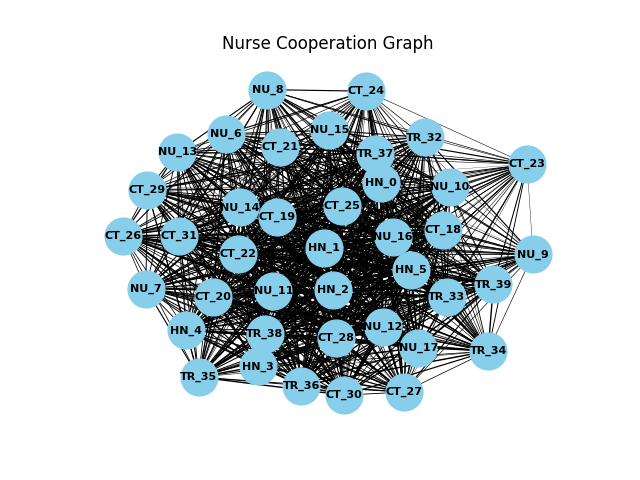 Nurse Cooperation Graph
NU_8
CT_24
NU_15
NU_6
TR_32
CT_21
NU_13
TR_37
CT_23
HN_0
NU_10
CT_29
CT_25
NU_14
CT_19
CT_18
CT_26
CT_31
NU_16
HN_1
CT_22
NU_9
HN_5
TR_39
NU_7
NU_11
HN_2
CT_20
TR_33
NU_12
HN_4
TR_38
CT_28
NU_17
TR_34
HN_3
TR_35
TR_36
CT_27
CT_30